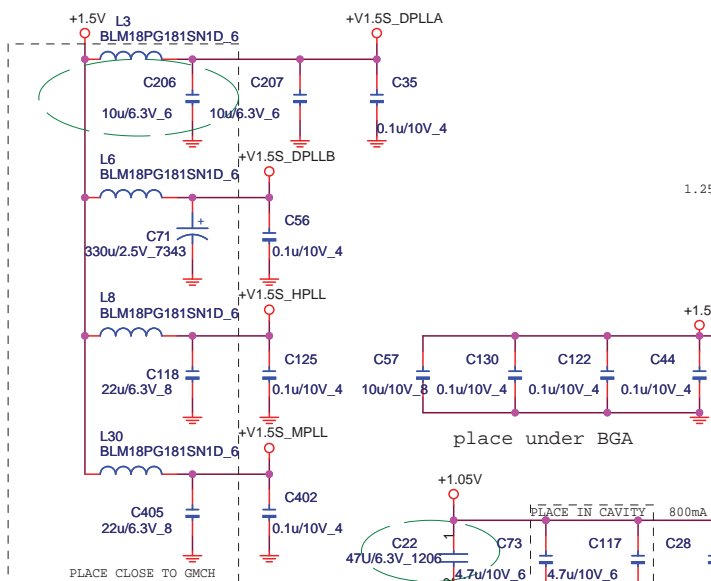 +1.5V
L3
BLM18PG181SN1D_6
+V1.5S_DPLLA
C206
10u/6.3V_6
C207
10u/6.3V_6
C35
0.1u/10V_4
L6
BLM18PG181SN1D_6
+V1.5S_DPLLB
+
C71
330u/2.5V_7343
C56
0.1u/10V_4
1.25
L8
BLM18PG181SN1D_6
+V1.5S_HPLL
C118
22u/6.3V_8
C125
0.1u/10V_4
+1.5
C57
10u/10V_8
C130
0.1u/10V_4
C122
0.1u/10V_4
C44
0.1u/10V_4
place under BGA
L30
BLM18PG181SN1D_6
+V1.5S_MPLL
C405
22u/6.3V_8
C402
0.1u/10V_4
PLACE CLOSE TO GMCH
+1.05V
PLACE IN CAVITY
800mA
C22
47U/6.3V_1206
1
2
C73
4.7u/10V_6
C117
4.7u/10V_6
C28